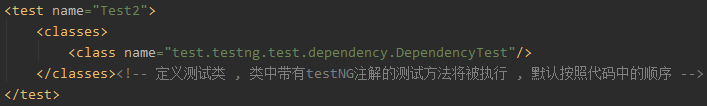 <test name="Test2">
<classes>
<class name="test.testng.test.dependency.DependencyTest"/>
</classes><!-- 定义测试类 , 类中带有testNG注解的测试方法将被执行 , 默认按照代码中的顺序 -->
</test>